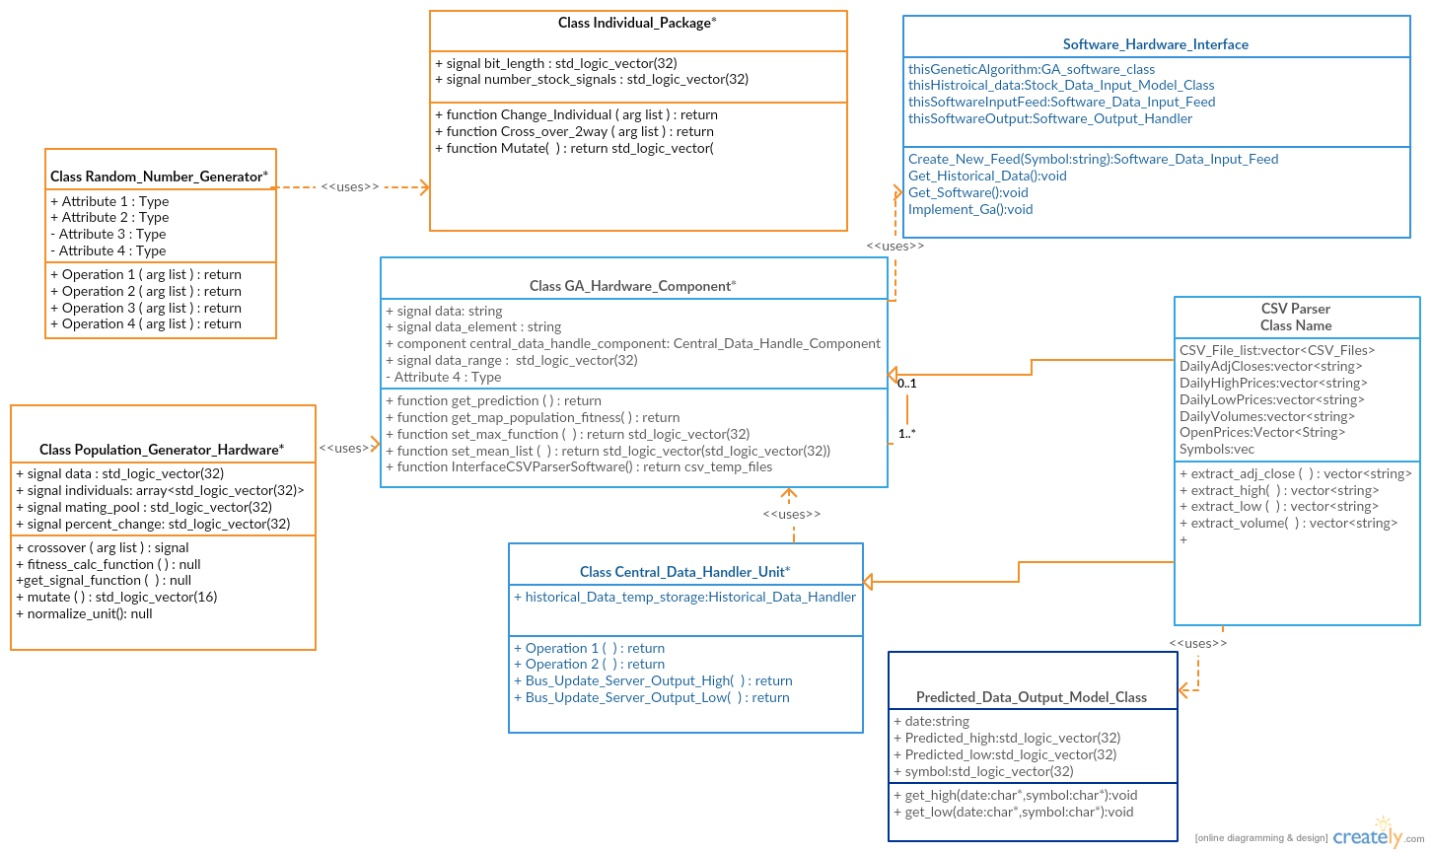 Class Individual_Package*
+ signal bit_length : std_logic_vector(32)
+ signal number_stock_signals : std_logic_vector(32)
+ function Change_Individual ( arg list ) : return
+ function Cross_over_2way ( arg list ) : return
+ function Mutate(  ) : return std_logic_vector(
Software_Hardware_Interface
thisGeneticAlgorithm:GA_software_class
thisHistroical_data:Stock_Data_Input_Model_Class
thisSoftwareInputFeed:Software_Data_Input_Feed
thisSoftwareOutput:Software_Output_Handler
Create_New_Feed(Symbol:string):Software_Data_Input_Feed
Get_Historical_Data():void
Get_Software():void
Implement_Ga():void
Class Random_Number_Generator*
+ Attribute 1 : Type
+ Attribute 2 : Type
- Attribute 3 : Type
- Attribute 4 : Type
+ Operation 1 ( arg list ) : return
+ Operation 2 ( arg list ) : return
+ Operation 3 ( arg list ) : return
+ Operation 4 ( arg list ) : return
<<uses>>
<<uses>>
Class GA_Hardware_Component*
+ signal data: string
+ signal data_element : string
+ component central_data_handle_component: Central_Data_Handle_Component
+ signal data_range :  std_logic_vector(32)
- Attribute 4 : Type
+ function get_prediction ( ) : return
+ function get_map_population_fitness( ) : return
+ function set_max_function (  ) : return std_logic_vector(32)
+ function set_mean_list (  ) : return std_logic_vector(std_logic_vector(32))
+ function InterfaceCSVParserSoftware() : return csv_temp_files
0..1
1..*
CSV Parser
Class Name
CSV_File_list:vector<CSV_Files>
DailyAdjCloses:vector<string>
DailyHighPrices:vector<string>
DailyLowPrices:vector<string>
DailyVolumes:vector<string>
OpenPrices:Vector<String>
Symbols:vec
+ extract_adj_close (  ) : vector<string>
+ extract_high(  ) : vector<string>
+ extract_low (  ) : vector<string>
+ extract_volume(  ) : vector<string>
+
Class Population_Generator_Hardware*
+ signal data : std_logic_vector(32)
+ signal individuals: array<std_logic_vector(32)>
+ signal mating_pool : std_logic_vector(32)
+ signal percent_change: std_logic_vector(32)
+ crossover ( arg list ) : signal
+ fitness_calc_function ( ) : null
+get_signal_function (  ) : null
+ mutate ( ) : std_logic_vector(16)
+ normalize_unit(): null
<<uses>>
<<uses>>
Class Central_Data_Handler_Unit*
+ historical_Data_temp_storage:Historical_Data_Handler
+ Operation 1 (  ) : return
+ Operation 2 (  ) : return
+ Bus_Update_Server_Output_High(  ) : return
+ Bus_Update_Server_Output_Low(  ) : return
<<uses>>
Predicted_Data_Output_Model_Class
+ date:string
+ Predicted_high:std_logic_vector(32)
+ Predicted_low:std_logic_vector(32)
+ symbol:std_logic_vector(32)
+ get_high(date:char*,symbol:char*):void
+ get_low(date:char*,symbol:char*):void
[online diagramming & design] creately.com